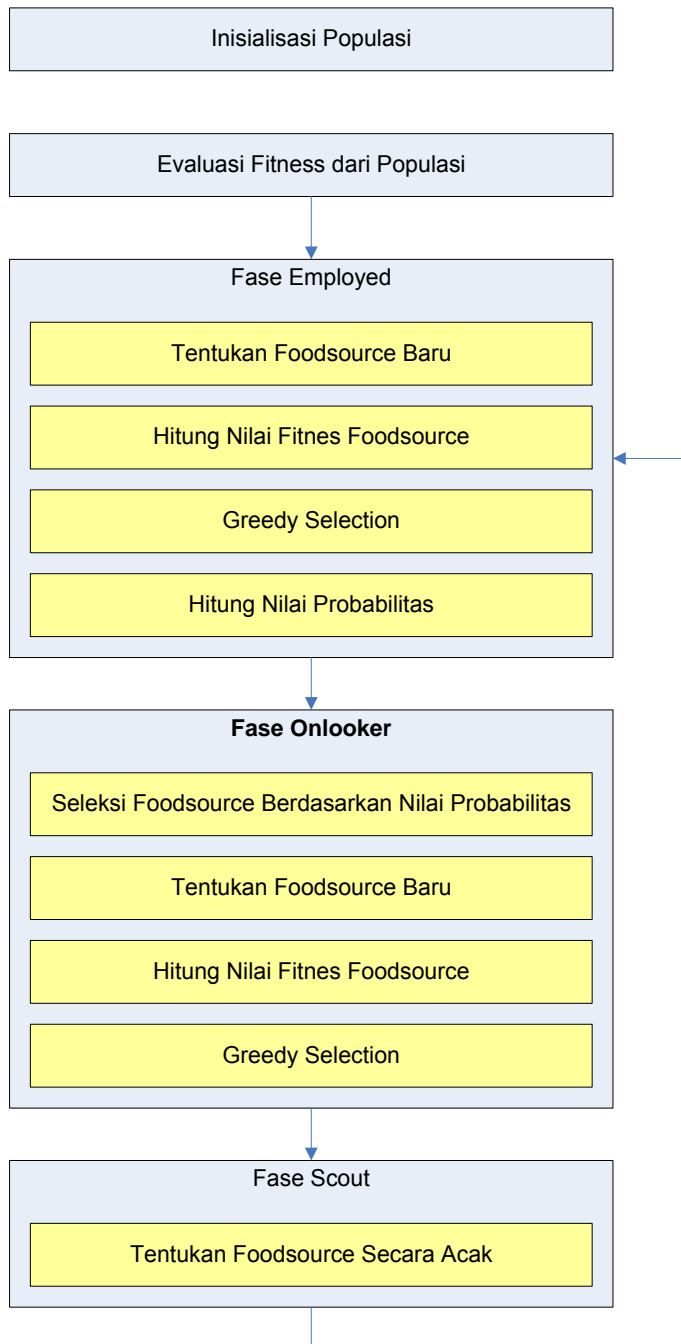 Inisialisasi Populasi
Evaluasi Fitness dari Populasi
Fase Employed
Tentukan Foodsource Baru
Hitung Nilai Fitnes Foodsource
Greedy Selection
Hitung Nilai Probabilitas
Fase Onlooker
Seleksi Foodsource Berdasarkan Nilai Probabilitas
Tentukan Foodsource Baru
Hitung Nilai Fitnes Foodsource
Greedy Selection
Fase Scout
Tentukan Foodsource Secara Acak